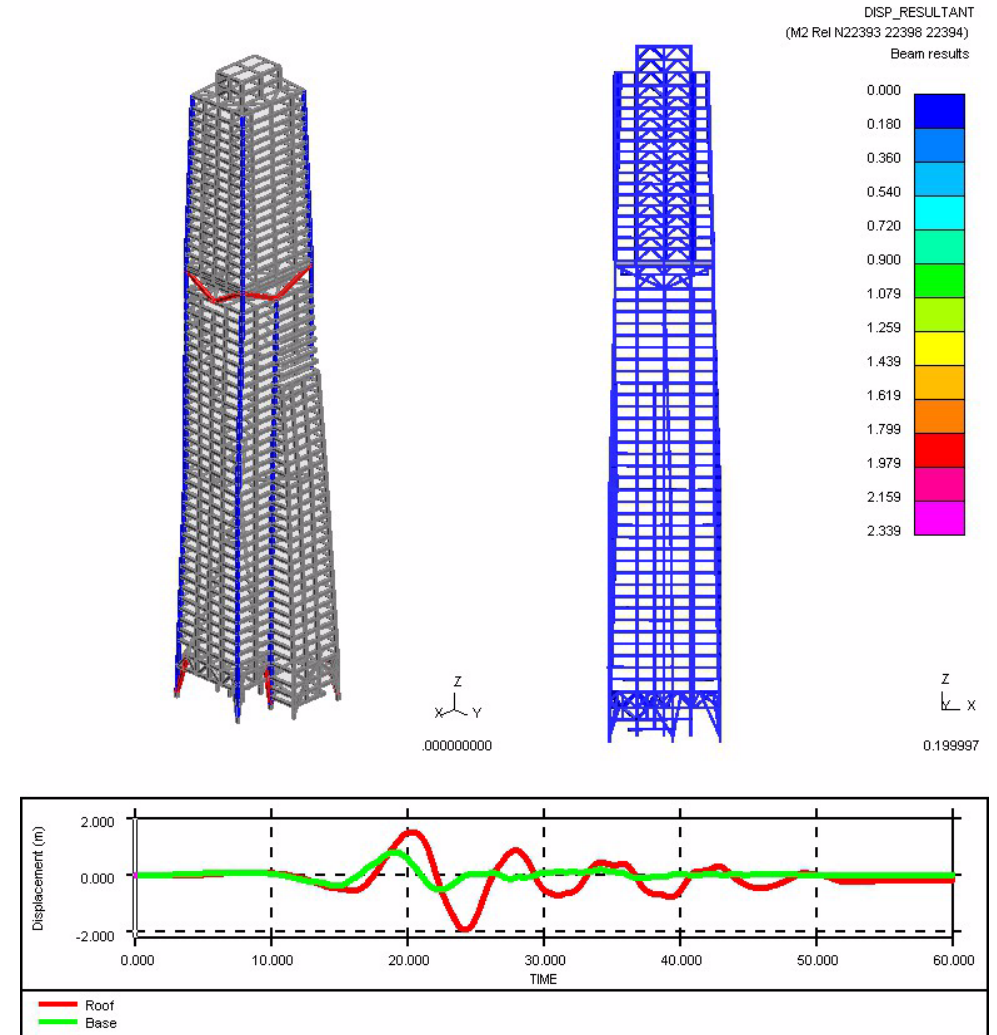 DISP_RESULTANT
(M2 Rel N22393 22398 22394)
Beam results
0.000
0.180
0.360
0.540
0.720
0.900
1.079
1.259
1.439
1.619
1.799
1.979
2.159
2.339
Z
X Y
.000000000
Z
Y X
0.199997
Displacement (m)
2.000
0.000
-2.000
0.000 10.000 20.000 30.000 40.000 50.000 60.000
TIME
Roof
Base